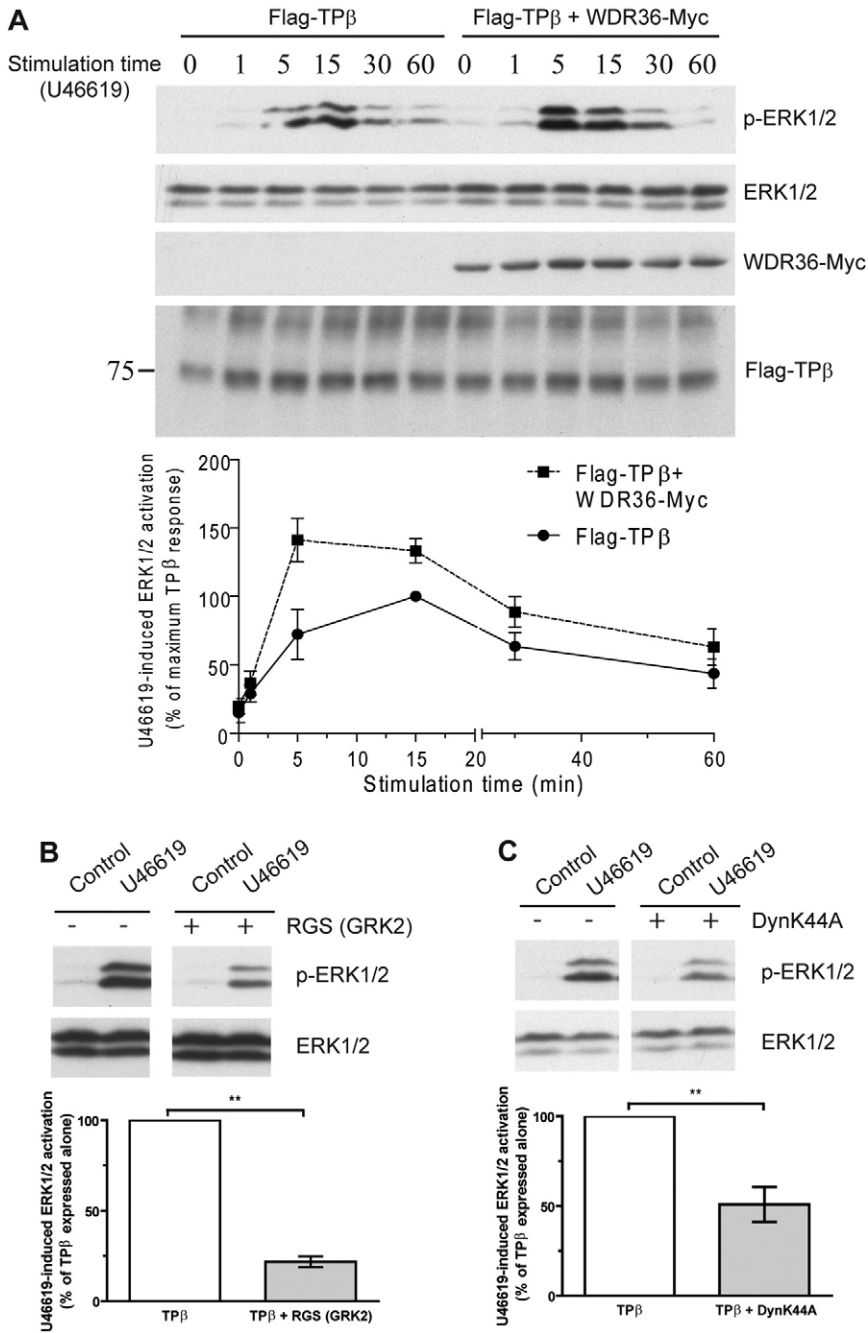 A
Flag-TPβ
Flag-TPβ + WDR36-Myc
Stimulation time
(U46619)
0 1 5 15 30 60 0 1 5 15 30 60
p-ERK1/2
ERK1/2
WDR36-Myc
75
Flag-TPβ
U46619-induced ERK1/2 activation
(% of maximum TPβ response)
200
150
100
50
0
Flag-TPβ+
WDR36-Myc
Flag-TPβ
0 5 10 15 20 40 60
Stimulation time (min)
B
Control U46619 Control U46619
- - + + RGS (GRK2)
p-ERK1/2
ERK1/2
U46619-induced ERK1/2 activation
(% of TPβ expressed alone)
100
50
0
**
TPβ
TPβ + RGS (GRK2)
C
Control U46619 Control U46619
- - + + DynK44A
p-ERK1/2
ERK1/2
U46619-induced ERK1/2 activation
(% of TPβ expressed alone)
100
50
0
**
TPβ
TPβ + DynK44A